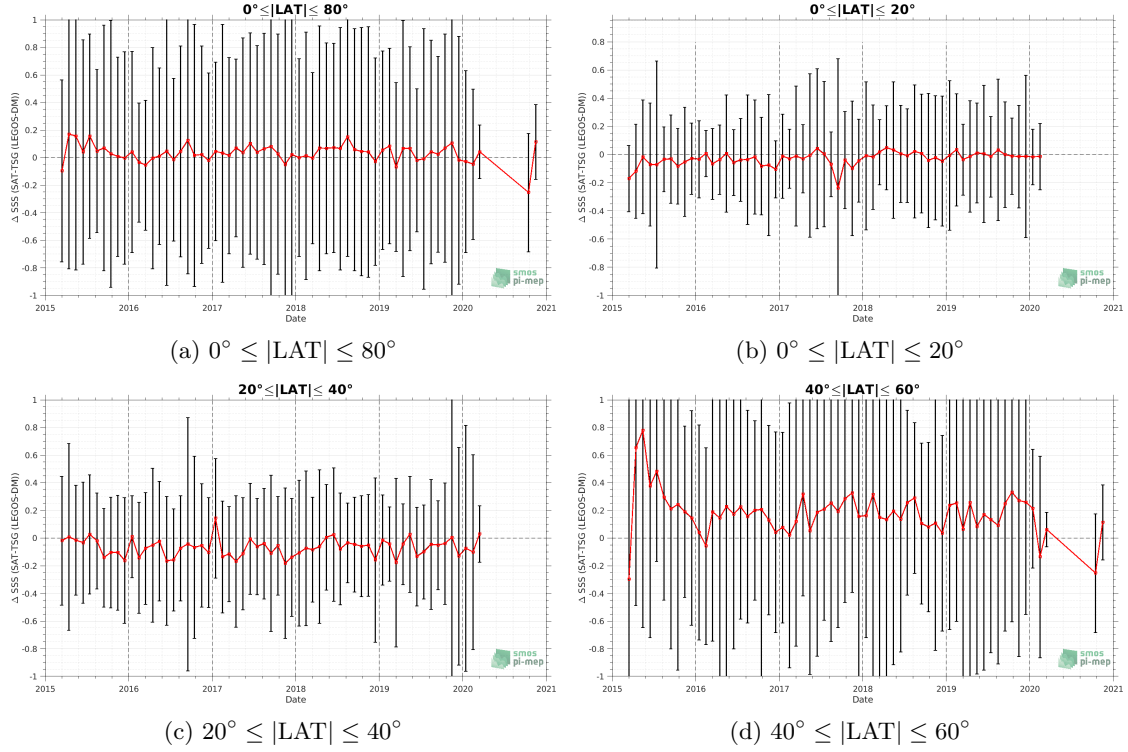 0°≤|LAT|≤ 80°
1
0.8
0.6
0.4
0.2
0
-0.2
-0.4
-0.6
-0.8
-1
Δ SSS (SAT-TSG (LEGOS-DM))
2015 2016 2017 2018 2019 2020 2021
Date
smos
pi-mep
(a) 0° ≤ |LAT| ≤ 80°
0°≤|LAT|≤ 20°
1
0.8
0.6
0.4
0.2
0
-0.2
-0.4
-0.6
-0.8
-1
Δ SSS (SAT-TSG (LEGOS-DM))
2015 2016 2017 2018 2019 2020 2021
Date
smos
pi-mep
(b) 0° ≤ |LAT| ≤ 20°
20°≤|LAT|≤ 40°
1
0.8
0.6
0.4
0.2
0
-0.2
-0.4
-0.6
-0.8
-1
Δ SSS (SAT-TSG (LEGOS-DM))
2015 2016 2017 2018 2019 2020 2021
Date
smos
pi-mep
(c) 20° ≤ |LAT| ≤ 40°
40°≤|LAT|≤ 60°
1
0.8
0.6
0.4
0.2
0
-0.2
-0.4
-0.6
-0.8
-1
Δ SSS (SAT-TSG (LEGOS-DM))
2015 2016 2017 2018 2019 2020 2021
Date
smos
pi-mep
(d) 40° ≤ |LAT| ≤ 60°